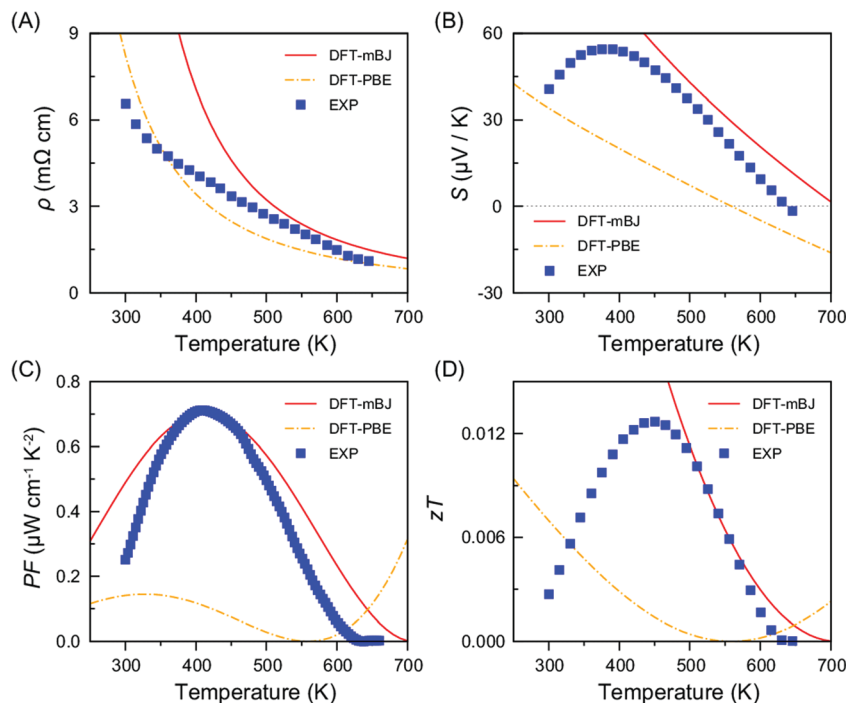 (A)
9
6
3
0
ρ (mΩ cm)
DFT-mBJ
DFT-PBE
EXP
300 400 500 600 700
Temperature (K)
(B)
60
30
0
-30
S (μV / K)
DFT-mBJ
DFT-PBE
EXP
300 400 500 600 700
Temperature (K)
(C)
0.8
0.6
0.4
0.2
0.0
PF (μW cm⁻¹ K⁻²)
DFT-mBJ
DFT-PBE
EXP
300 400 500 600 700
Temperature (K)
(D)
0.012
0.006
0.000
zT
DFT-mBJ
DFT-PBE
EXP
300 400 500 600 700
Temperature (K)